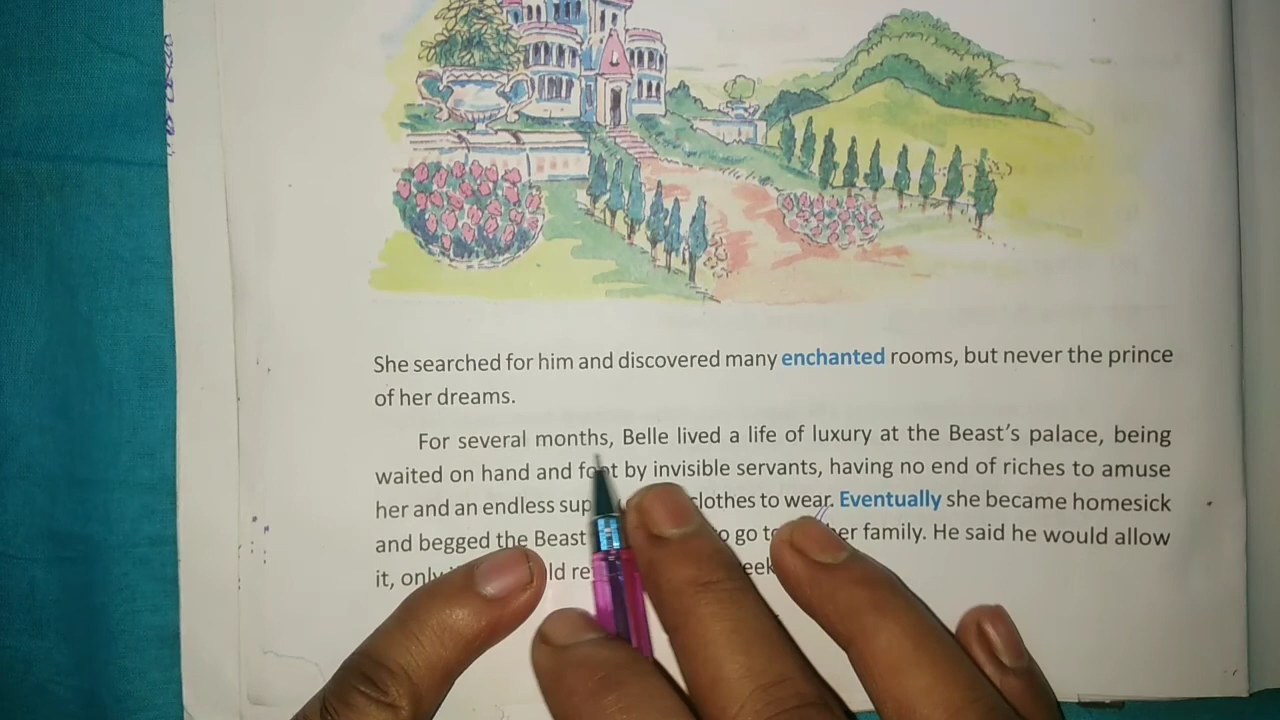 She searched for him and discovered many enchanted rooms, but never the prince
of her dreams.
For several months, Belle lived a life of luxury at the Beast's palace, being
waited on hand and foot by invisible servants, having no end of riches to amuse
her and an endless clothes to wear. Eventually she became homesick
and begged the Beast go family. He said he would allow
it,